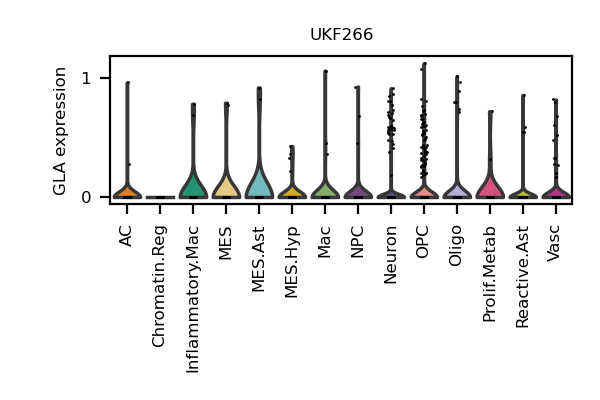 UKF266
GLA expression
1
0
AC
Chromatin.Reg
Inflammatory.Mac
MES
MES.Ast
MES.Hyp
Mac
NPC
Neuron
OPC
Oligo
Prolif.Metab
Reactive.Ast
Vasc